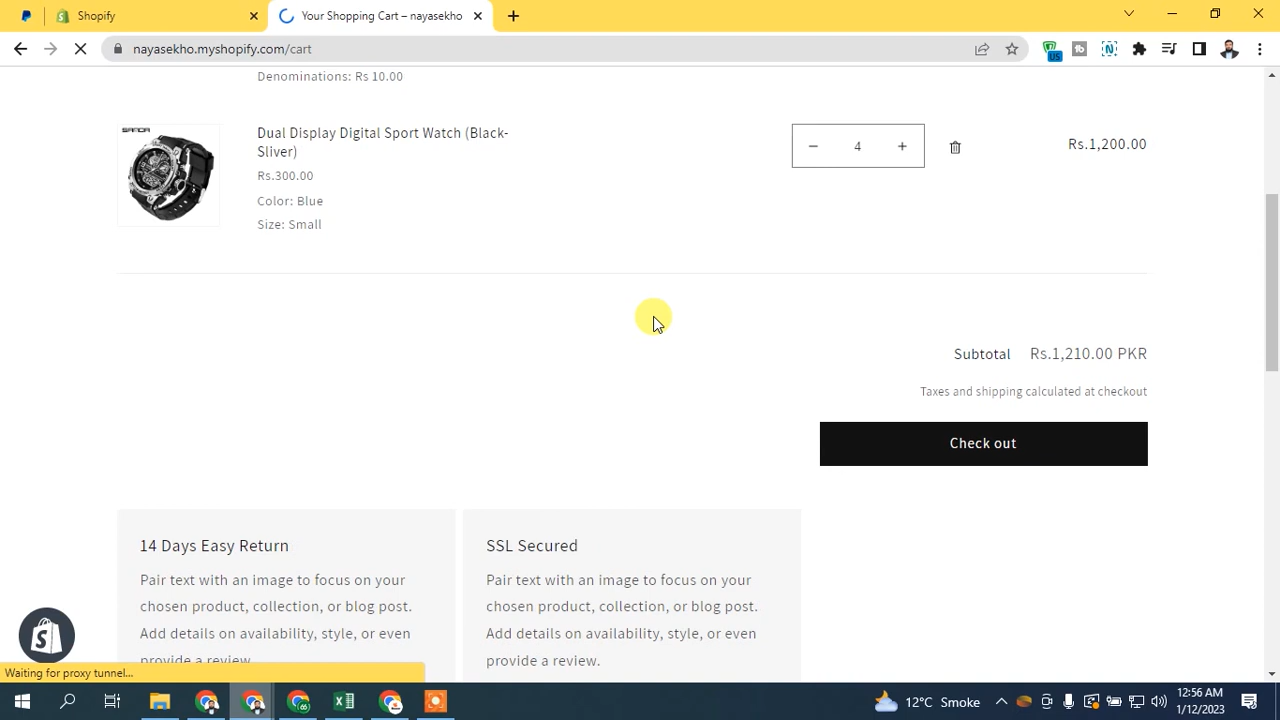 Shopify
Your Shopping Cart – nayasekho
nayasekho.myshopify.com/cart
US
Denominations: Rs 10.00
SANDA
Dual Display Digital Sport Watch (Black-
Sliver)
Rs.300.00
Color: Blue
Size: Small
− 4 +
Rs.1,200.00
Subtotal Rs.1,210.00 PKR
Taxes and shipping calculated at checkout
Check out
14 Days Easy Return
Pair text with an image to focus on your
chosen product, collection, or blog post.
Add details on availability, style, or even
provide a review.
SSL Secured
Pair text with an image to focus on your
chosen product, collection, or blog post.
Add details on availability, style, or even
provide a review.
Waiting for proxy tunnel...
12°C Smoke
12:56 AM
1/12/2023